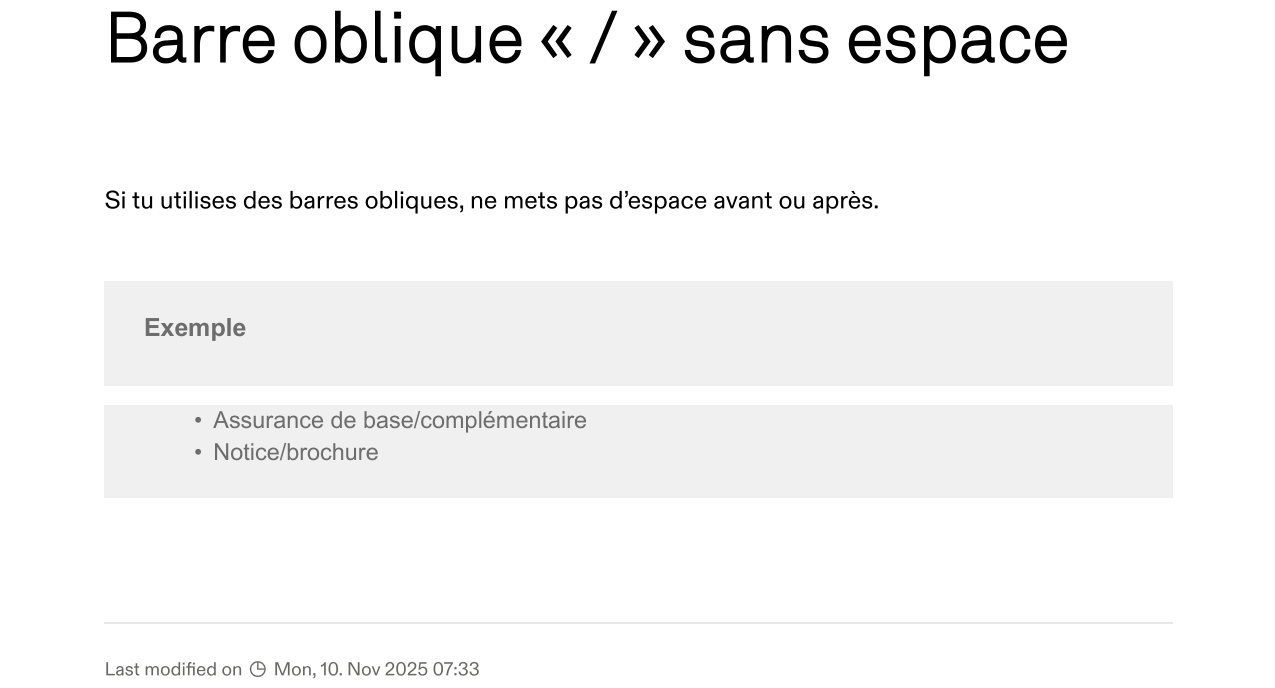 Barre oblique « / » sans espace
Si tu utilises des barres obliques, ne mets pas d’espace avant ou après.
Exemple
• Assurance de base/complémentaire
• Notice/brochure
Last modified on Mon, 10. Nov 2025 07:33